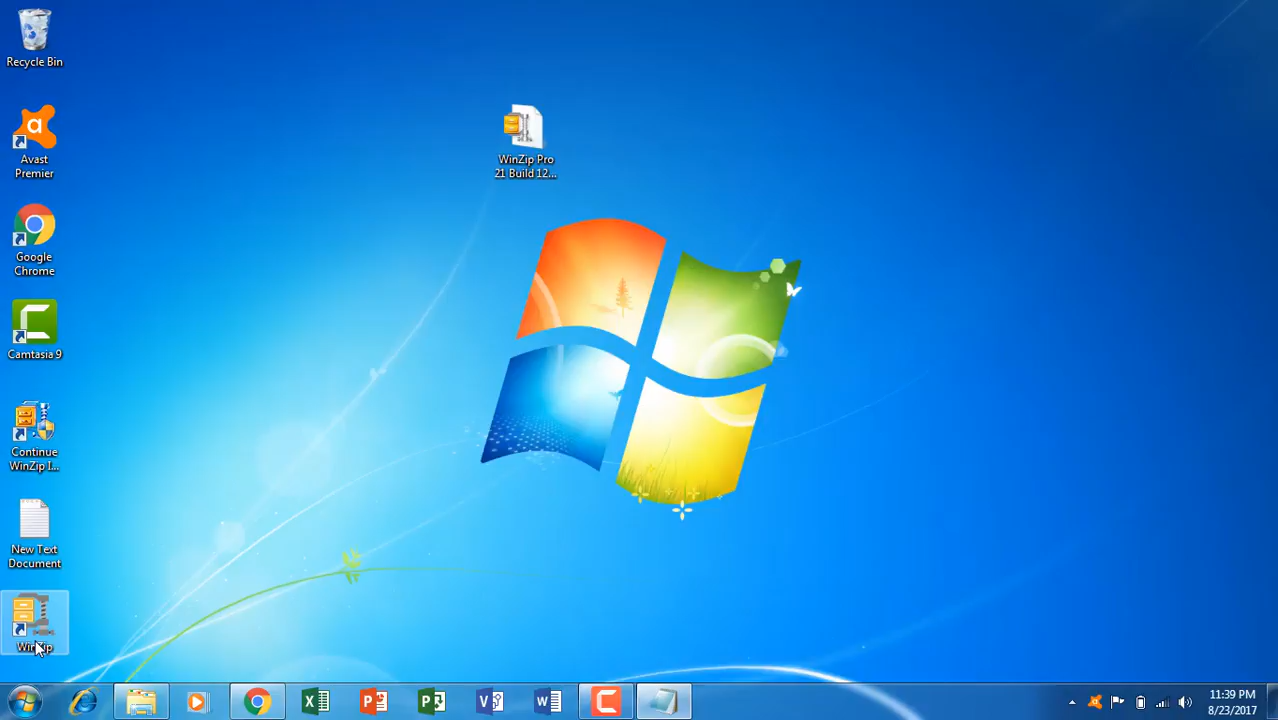 Recycle Bin
WinZip Pro
21 Build 12...
a
Avast
Premier
Google
Chrome
Camtasia 9
Continue
WinZip I...
New Text
Document
WinZip
11:39 PM
8/23/2017